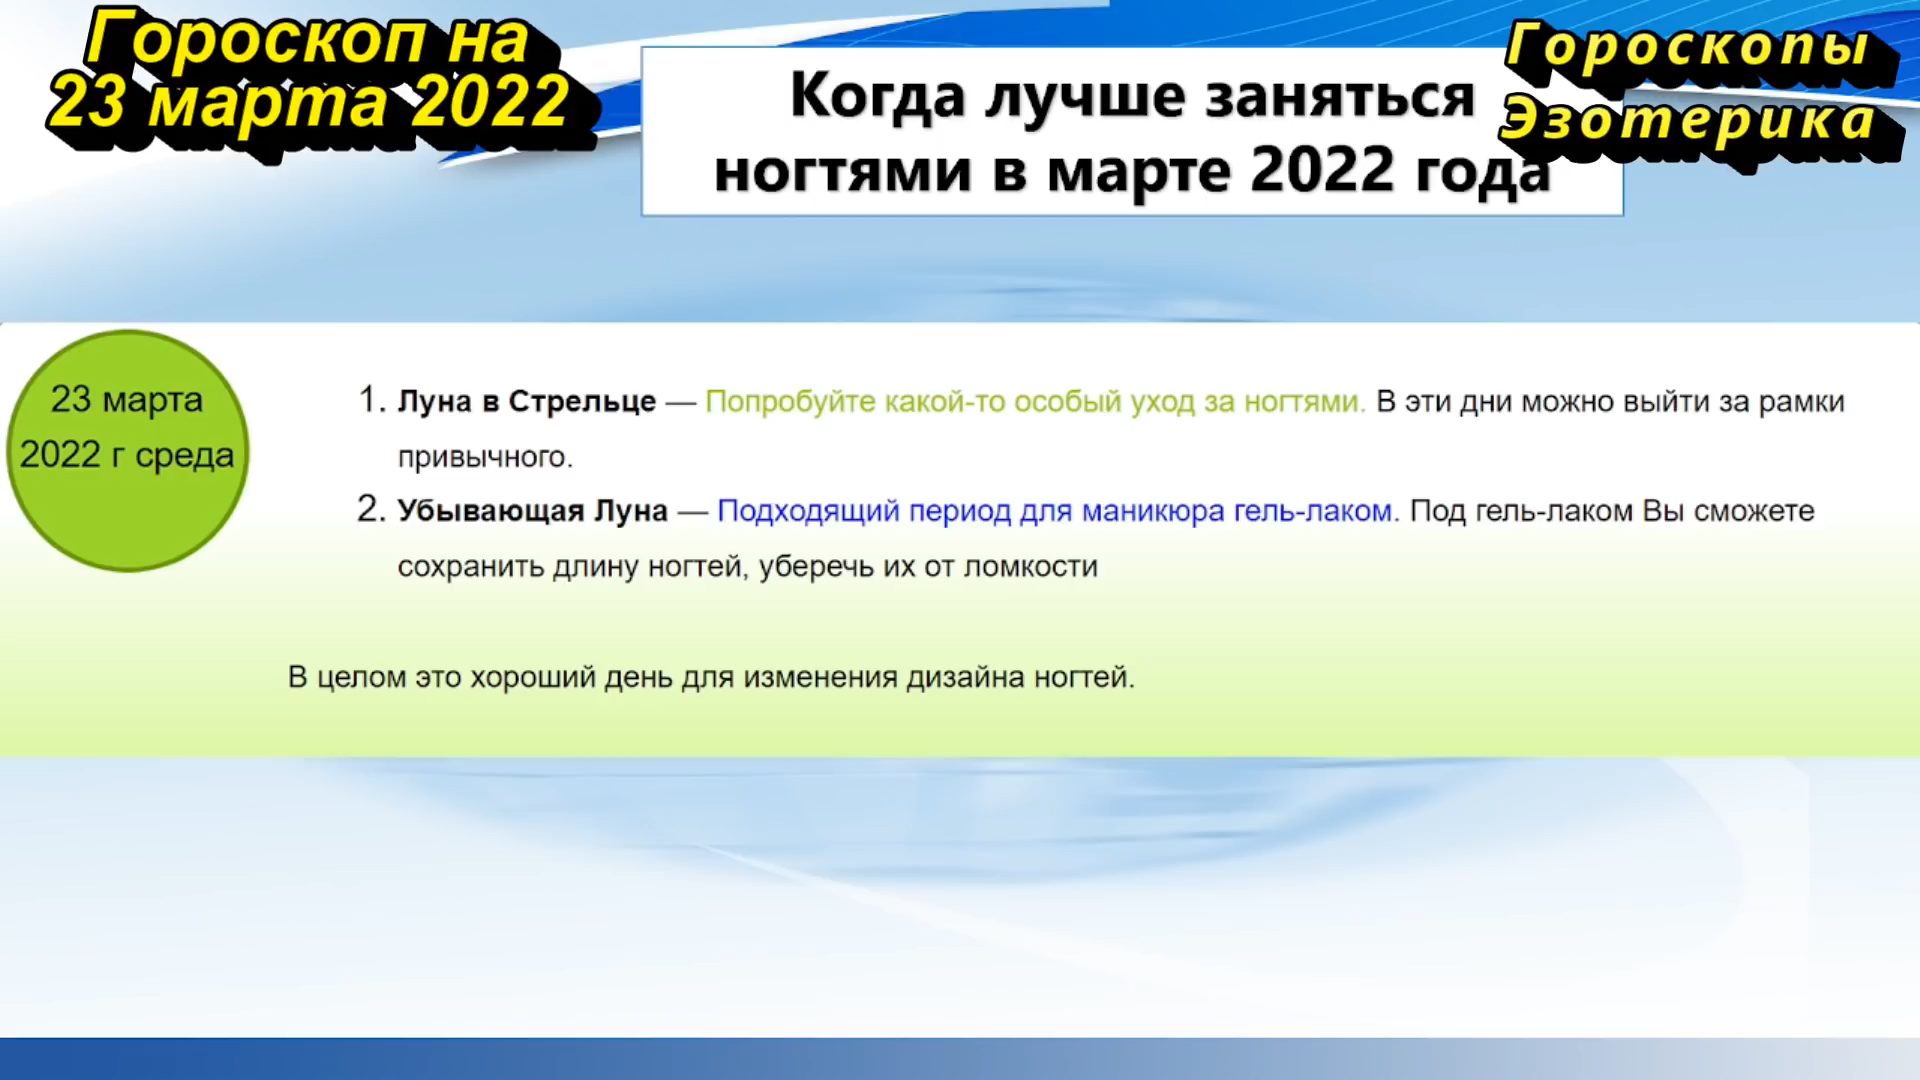 Гороскоп на
23 марта 2022
Когда лучше заняться
ногтями в марте 2022 года
Гороскопы
Эзотерика
23 марта
2022 г среда
1. Луна в Стрельце — Попробуйте какой-то особый уход за ногтями. В эти дни можно выйти за рамки
привычного.
2. Убывающая Луна — Подходящий период для маникюра гель-лаком. Под гель-лаком Вы сможете
сохранить длину ногтей, уберечь их от ломкости
В целом это хороший день для изменения дизайна ногтей.